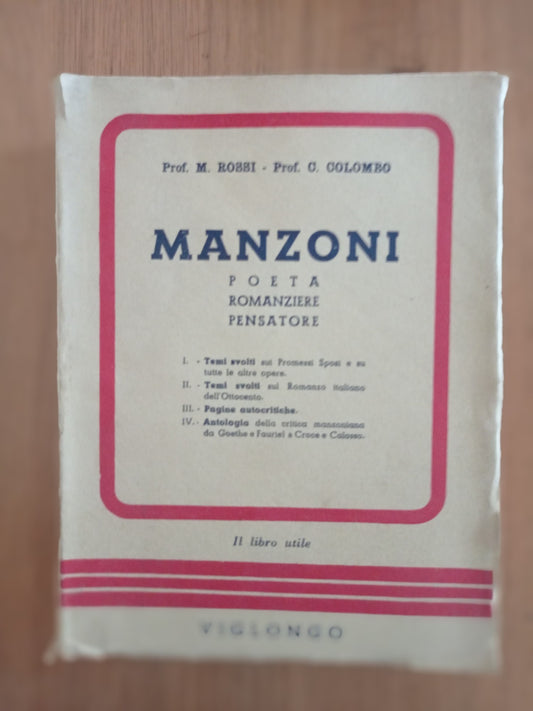 Prof. M. ROSSI - Prof. C. COLOMBO
MANZONI
POETA
ROMANZIERE
PENSATORE
I. - Temi svolti sui Promessi Sposi e su
tutte le altre opere.
II. - Temi svolti sul Romanzo italiano
dell'Ottocento.
III. - Pagine autocritiche.
IV. - Antologia della critica manzoniana
da Goethe e Fauriel a Croce e Calosso.
Il libro utile
VIGLONGO